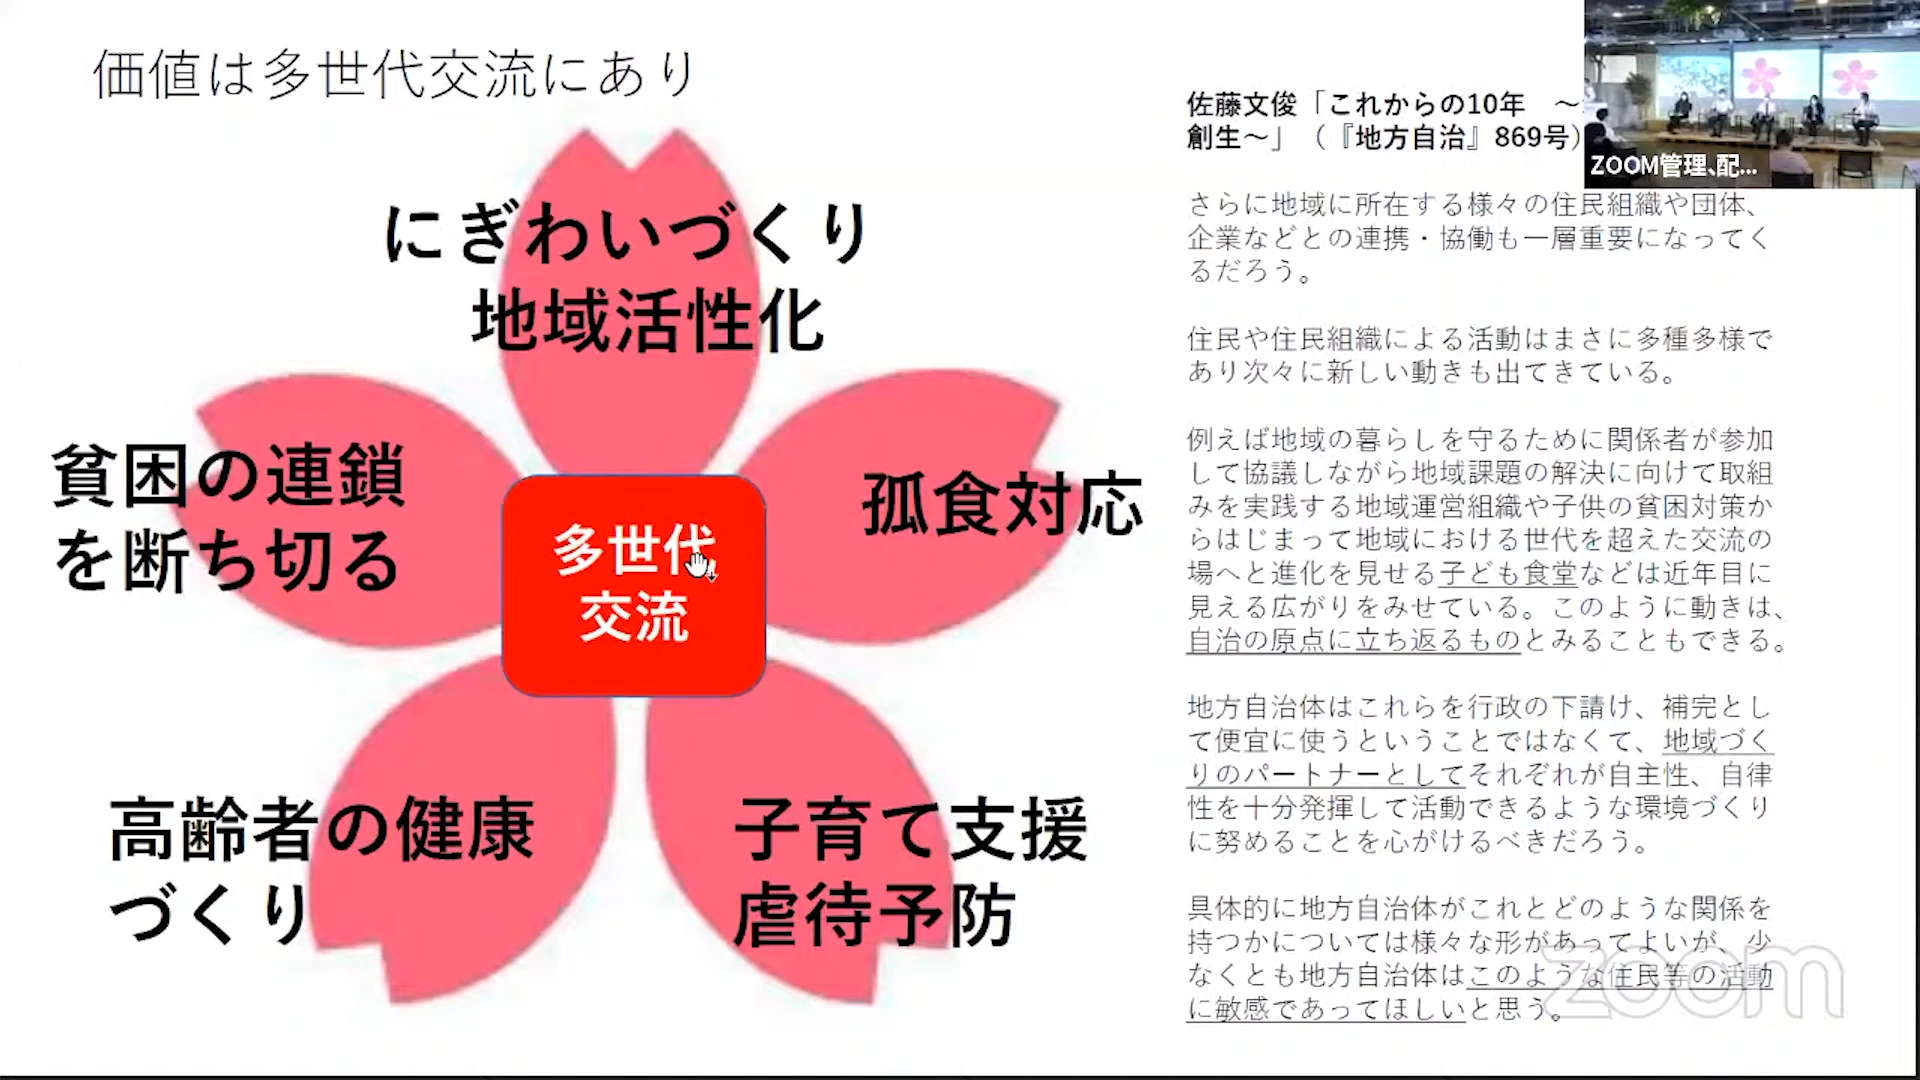 価値は多世代交流にあり
にぎわいづくり
地域活性化
貧困の連鎖
を断ち切る
孤食対応
多世代
交流
高齢者の健康
づくり
子育て支援
虐待予防
佐藤文俊「これからの10年　～
創生～」（『地方自治』869号）
さらに地域に所在する様々の住民組織や団体、
企業などとの連携・協働も一層重要になってく
るだろう。
住民や住民組織による活動はまさに多種多様で
あり次々に新しい動きも出てきている。
例えば地域の暮らしを守るために関係者が参加
して協議しながら地域課題の解決に向けて取組
みを実践する地域運営組織や子供の貧困対策か
らはじまって地域における世代を超えた交流の
場へと進化を見せる子ども食堂などは近年目に
見える広がりをみせている。このように動きは、
自治の原点に立ち返るものとみることもできる。
地方自治体はこれらを行政の下請け、補完とし
て便宜に使うということではなくて、地域づく
りのパートナーとしてそれぞれが自主性、自律
性を十分発揮して活動できるような環境づくり
に努めることを心がけるべきだろう。
具体的に地方自治体がこれとどのような関係を
持つかについては様々な形があってよいが、少
なくとも地方自治体はこのような住民等の活動
に敏感であってほしいと思う。
ZOOM管理、配...
zoom